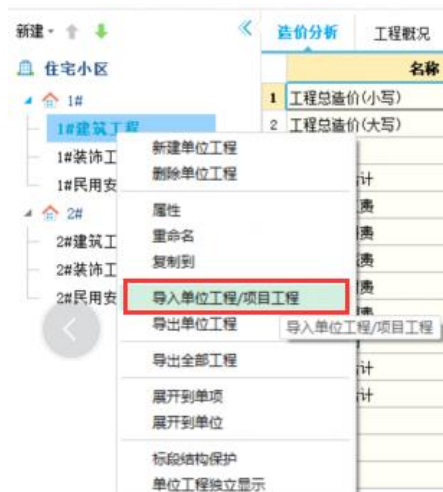 新建
造价分析 工程概况
住宅小区
名称
1#
1 工程总造价(小写)
1#建筑工程
2 工程总造价(大写)
1#装饰工
1#民用安
2#
2#建筑工
2#装饰工
2#民用安
新建单位工程
删除单位工程
属性
重命名
复制到
导入单位工程/项目工程
导出单位工程
导入单位工程/项目工程
导出全部工程
展开到单项
展开到单位
标段结构保护
单位工程独立显示
计
费
费
费
费
计
计